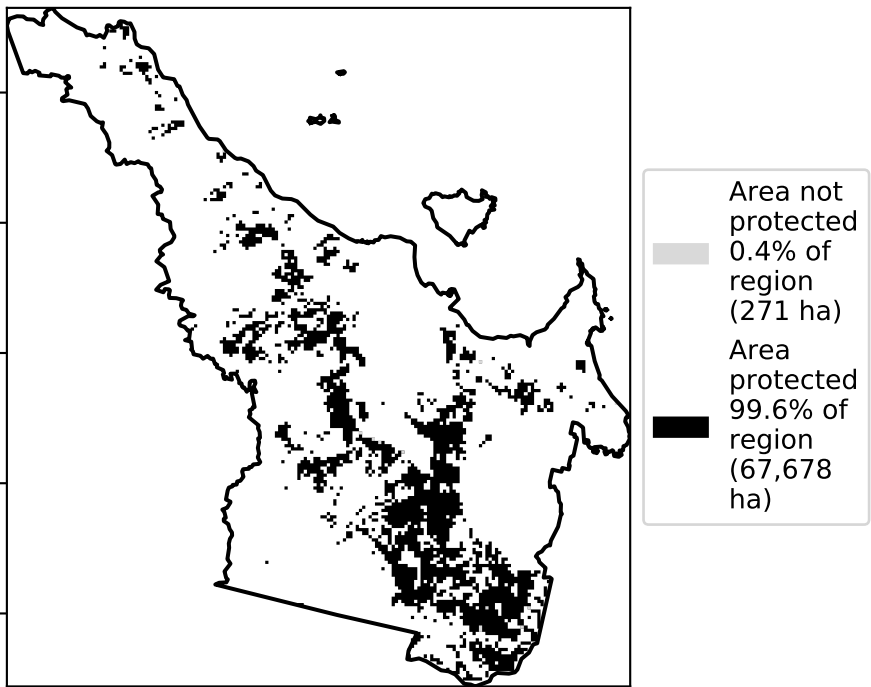 Area not
protected
0.4% of
region
(271 ha)
Area
protected
99.6% of
region
(67,678
ha)